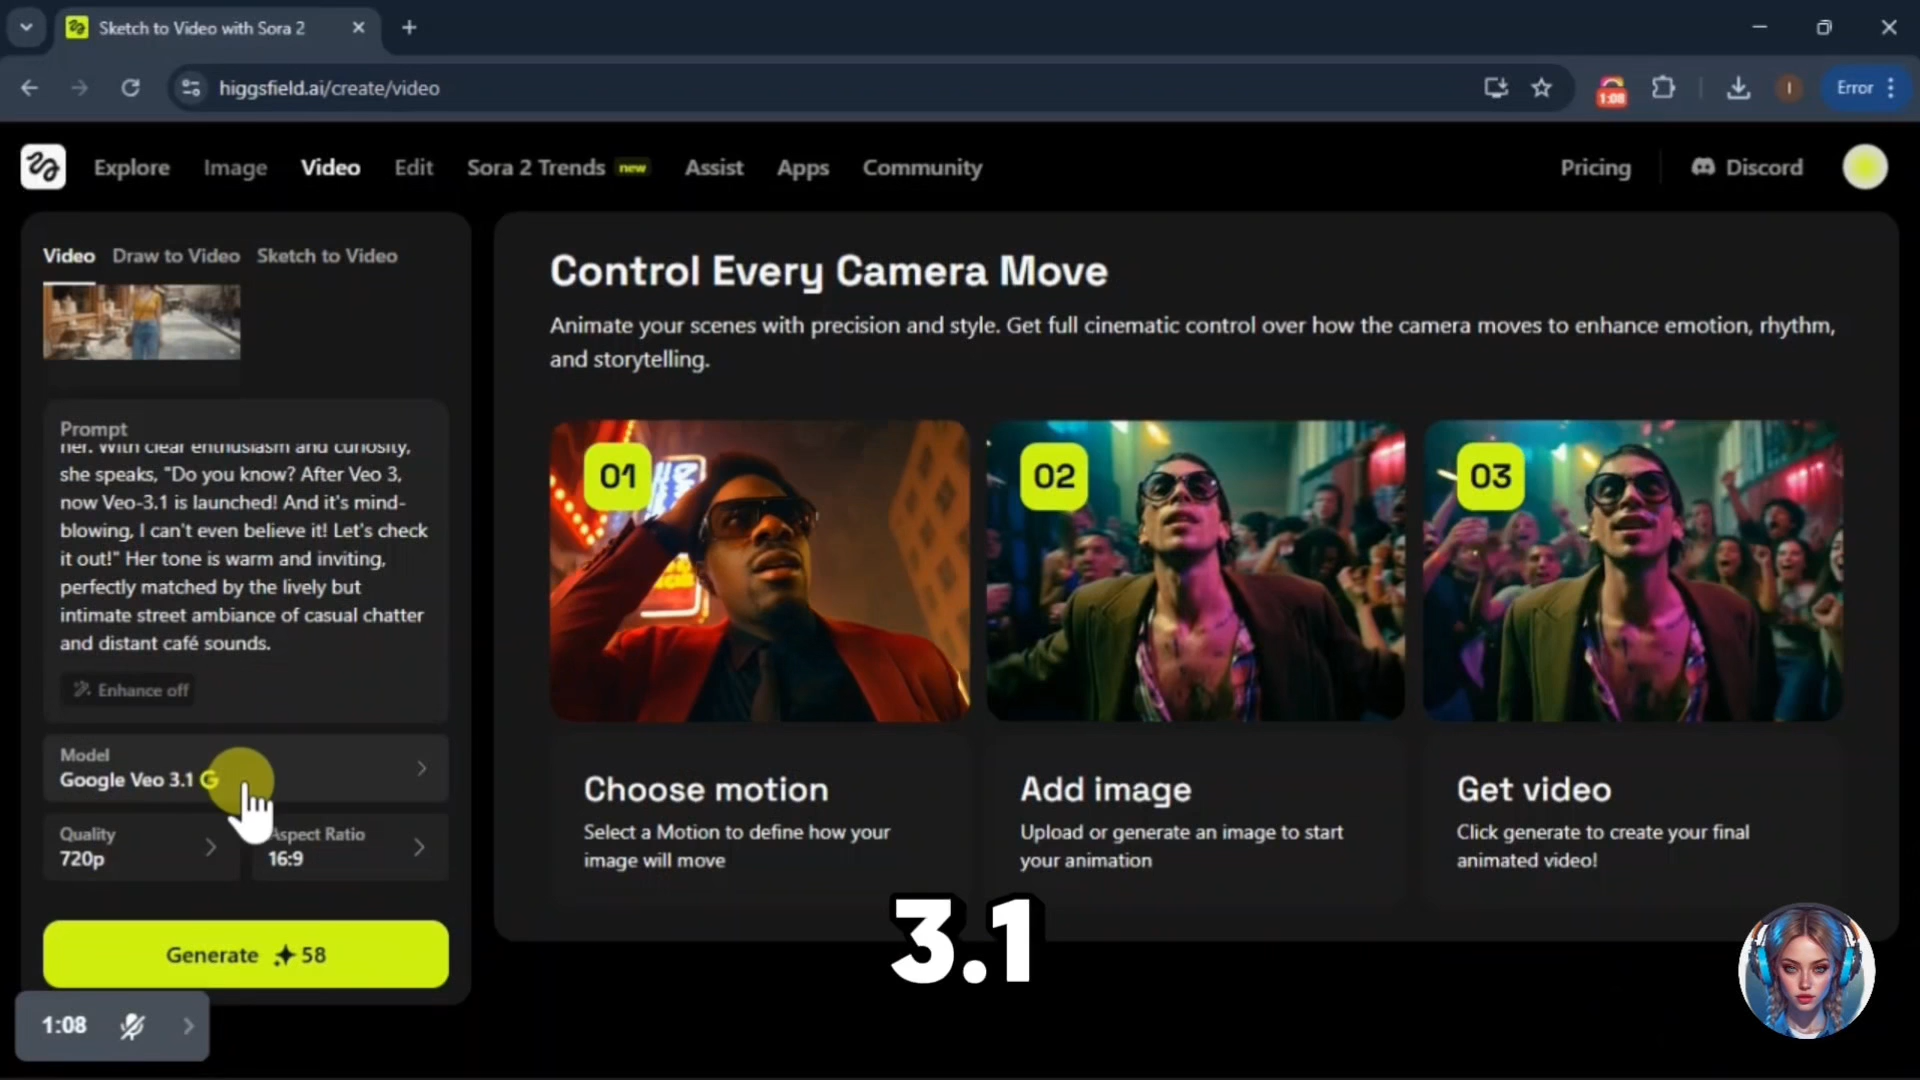 Sketch to Video with Sora 2
higgsfield.ai/create/video
1:08
I
Error
Explore
Image
Video
Edit
Sora 2 Trends new
Assist
Apps
Community
Pricing
Discord
Video
Draw to Video
Sketch to Video
Prompt
her. With clear enthusiasm and curiosity,
she speaks, "Do you know? After Veo 3,
now Veo-3.1 is launched! And it's mind-
blowing, I can't even believe it! Let's check
it out!" Her tone is warm and inviting,
perfectly matched by the lively but
intimate street ambiance of casual chatter
and distant café sounds.
Enhance off
Model
Google Veo 3.1 G
Quality
720p
Aspect Ratio
16:9
Generate 58
1:08
Control Every Camera Move
Animate your scenes with precision and style. Get full cinematic control over how the camera moves to enhance emotion, rhythm,
and storytelling.
01
Choose motion
Select a Motion to define how your
image will move
02
Add image
Upload or generate an image to start
your animation
03
Get video
Click generate to create your final
animated video!
3.1